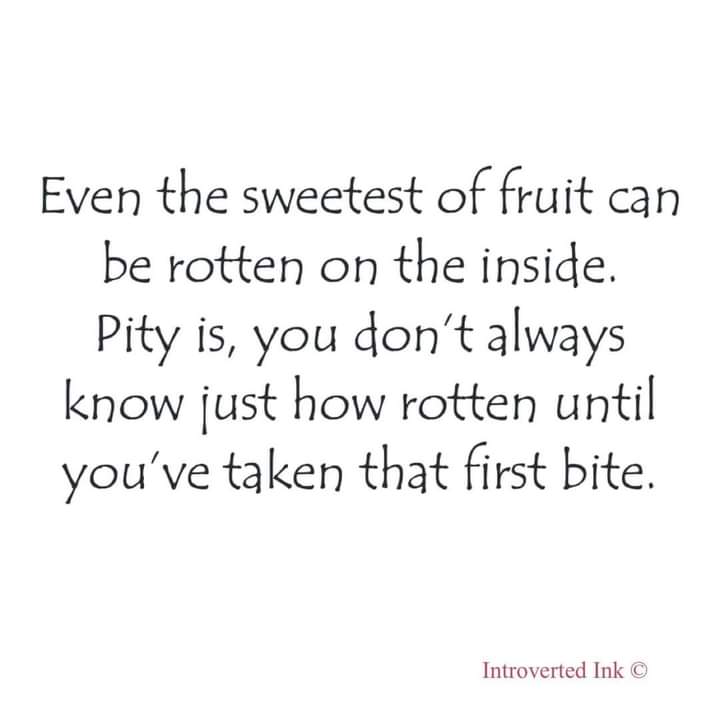 Even the sweetest of fruit can
be rotten on the inside.
Pity is, you don't always
know just how rotten until
you've taken that first bite.
Introverted Ink ©